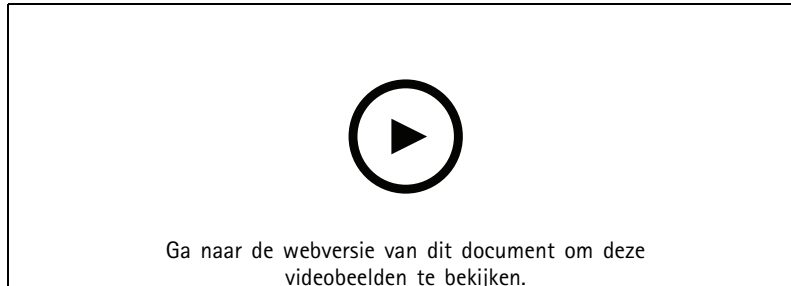 Ga naar de webversie van dit document om deze
videobeelden te bekijken.